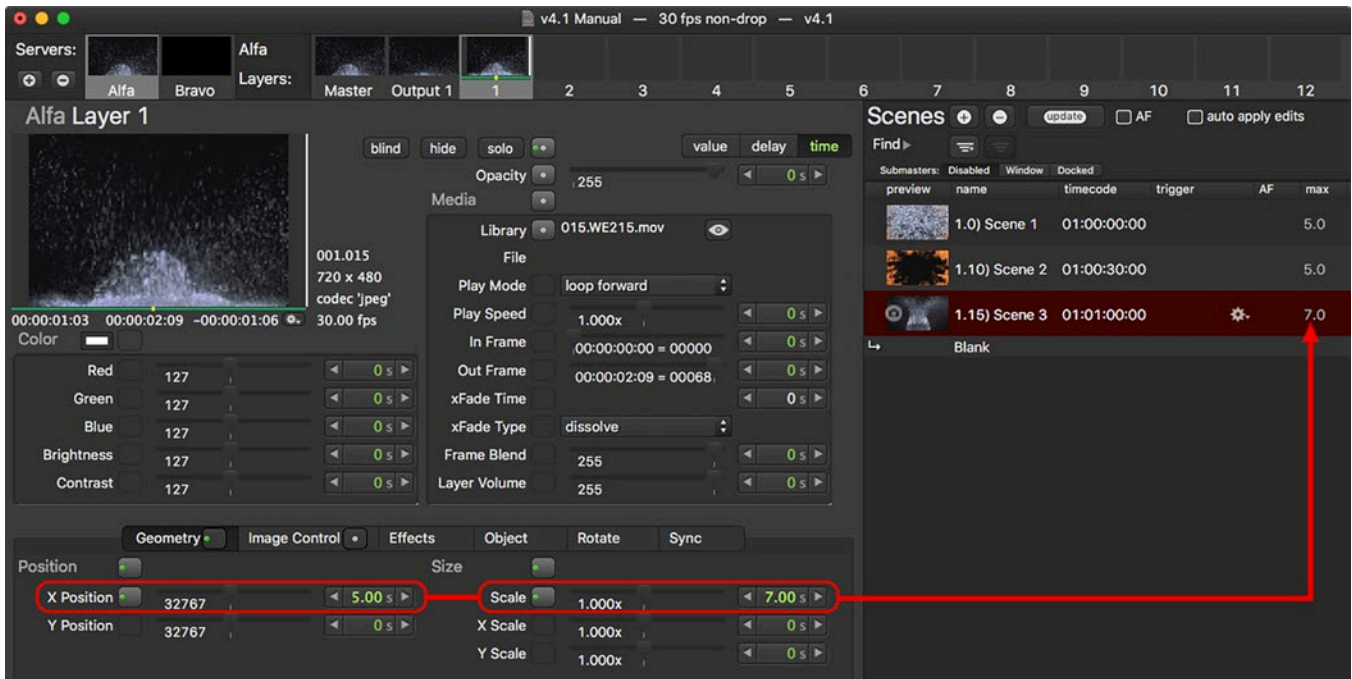 v4.1 Manual — 30 fps non-drop — v4.1
Servers: Alfa Bravo
Alfa Layers: Master Output 1 1 2 3 4 5 6 7 8 9 10 11 12
Alfa Layer 1
blind hide solo value delay time
Opacity 255 0 s
Media
Library 015.WE215.mov
File
Play Mode loop forward
Play Speed 1.000x 0 s
In Frame 00:00:00:00 = 00000 0 s
Out Frame 00:00:02:09 = 00068 0 s
xFade Time 0 s
xFade Type dissolve
Frame Blend 255 0 s
Layer Volume 255 0 s
001.015
720 x 480
codec 'jpeg'
30.00 fps
00:00:01:03 00:00:02:09 -00:00:01:06
Color
Red 127 0 s
Green 127 0 s
Blue 127 0 s
Brightness 127 0 s
Contrast 127 0 s
Geometry Image Control Effects Object Rotate Sync
Position
X Position 32767 5.00 s
Y Position 32767 0 s
Size
Scale 1.000x 7.00 s
X Scale 1.000x 0 s
Y Scale 1.000x 0 s
Scenes update AF auto apply edits
Find
Submasters: Disabled Window Docked
preview name timecode trigger AF max
1.0) Scene 1 01:00:00:00 5.0
1.10) Scene 2 01:00:30:00 5.0
1.15) Scene 3 01:01:00:00 7.0
Blank